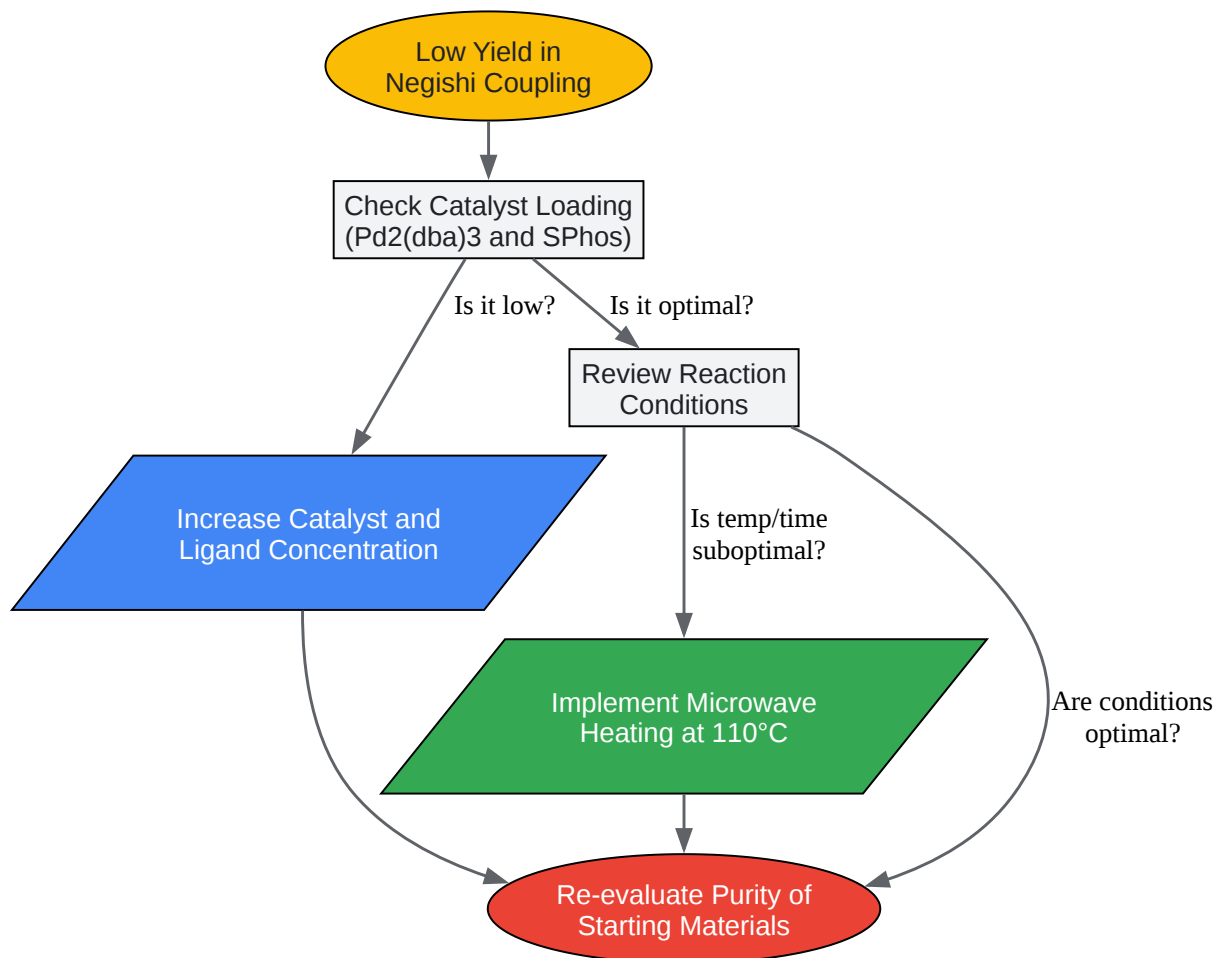 Low Yield in
Negishi Coupling
Check Catalyst Loading
(Pd2(dba)3 and SPhos)
Is it low?
Is it optimal?
Review Reaction
Conditions
Increase Catalyst and
Ligand Concentration
Is temp/time
suboptimal?
Implement Microwave
Heating at 110°C
Are conditions
optimal?
Re-evaluate Purity of
Starting Materials